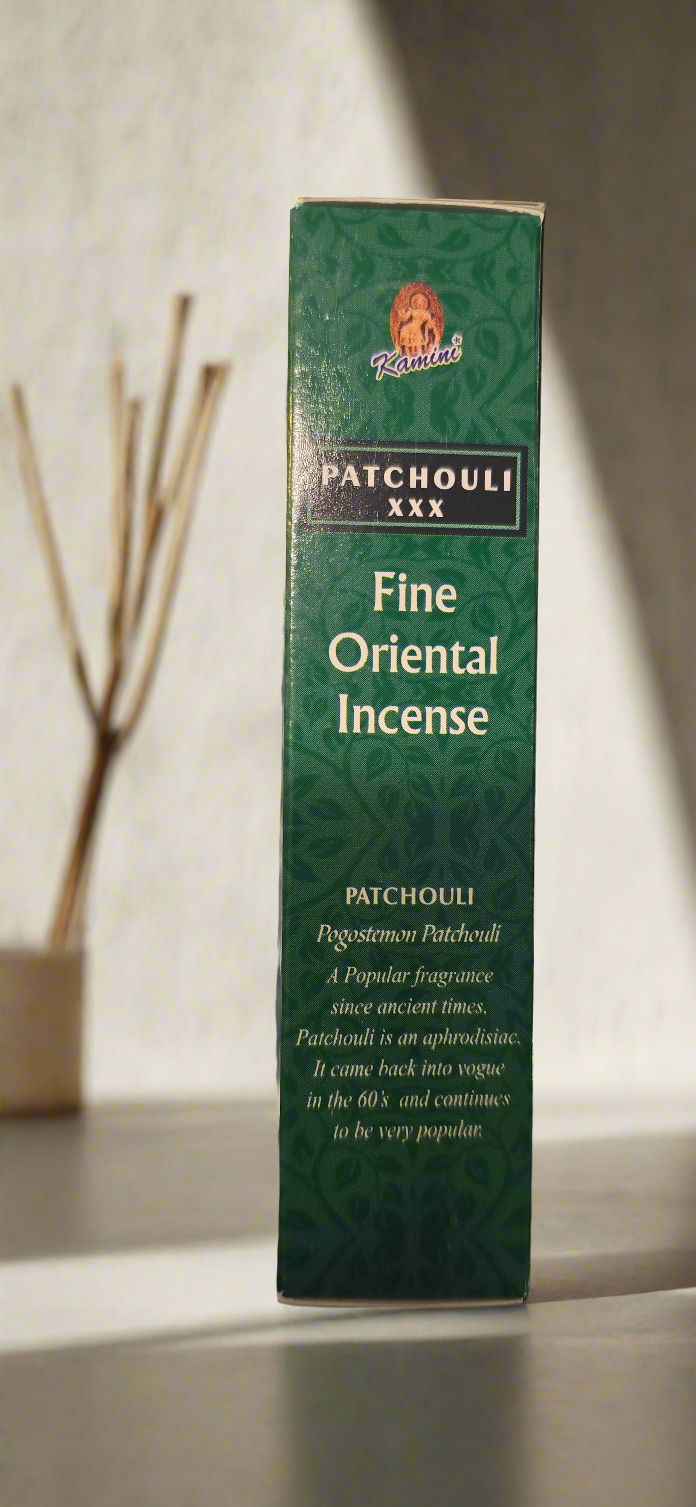 Kamini*
PATCHOULI
XXX
Fine
Oriental
Incense
PATCHOULI
Pogostemon Patchouli
A Popular fragrance
since ancient times.
Patchouli is an aphrodisiac.
It came back into vogue
in the 60's and continues
to be very popular.